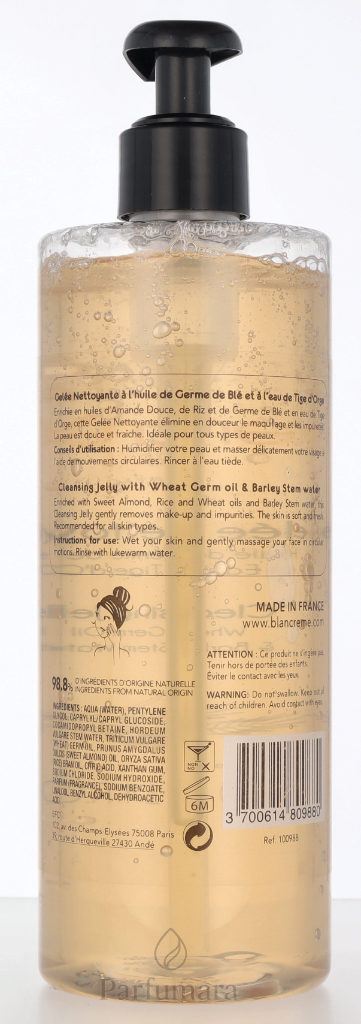 Gelée Nettoyante à l'huile de Germe de Blé et à l'eau de Tige d'Orge
Enrichie en huiles d'Amande Douce, de Riz et de Germe de Blé et en eau de Tige
d'Orge, cette Gelée Nettoyante élimine en douceur le maquillage et les impuretés.
La peau est douce et fraîche. Idéale pour tous types de peaux.
Conseils d'utilisation : Humidifier votre peau et masser délicatement votre visage à
l'aide de mouvements circulaires. Rincer à l'eau tiède.
Cleansing Jelly with Wheat Germ oil & Barley Stem water
Enriched with Sweet Almond, Rice and Wheat oils and Barley Stem water, this
Cleansing Jelly gently removes make-up and impurities. The skin is soft and fresh.
Recommended for all skin types.
Instructions for use: Wet your skin and gently massage your face in circular
motions. Rinse with lukewarm water.
MADE IN FRANCE
www.blancreme.com
ATTENTION : Ce produit ne s'ingère pas.
Tenir hors de portée des enfants.
Éviter le contact avec les yeux.
WARNING: Do not swallow. Keep out of
reach of children. Avoid contact with eyes.
98.8% D'INGRÉDIENTS D'ORIGINE NATURELLE
INGREDIENTS FROM NATURAL ORIGIN
INGREDIENTS : AQUA (WATER), PENTYLENE
GLYCOL, CAPRYLYL/CAPRYL GLUCOSIDE,
COCAMIDOPROPYL BETAINE, HORDEUM
VULGARE STEM WATER, TRITICUM VULGARE
(WHEAT) GERM OIL, PRUNUS AMYGDALUS
DULCIS (SWEET ALMOND) OIL, ORYZA SATIVA
(RICE) BRAN OIL, CITRIC ACID, XANTHAN GUM,
SODIUM CHLORIDE, SODIUM HYDROXIDE,
PARFUM (FRAGRANCE), SODIUM BENZOATE,
LINALOOL, BENZYL ALCOHOL, DEHYDROACETIC
ACID
102, av. des Champs-Elysées 75008 Paris
route d'Herqueville 27430 Andé
6M
3 700614 809880
Ref. 100988
Parfumara